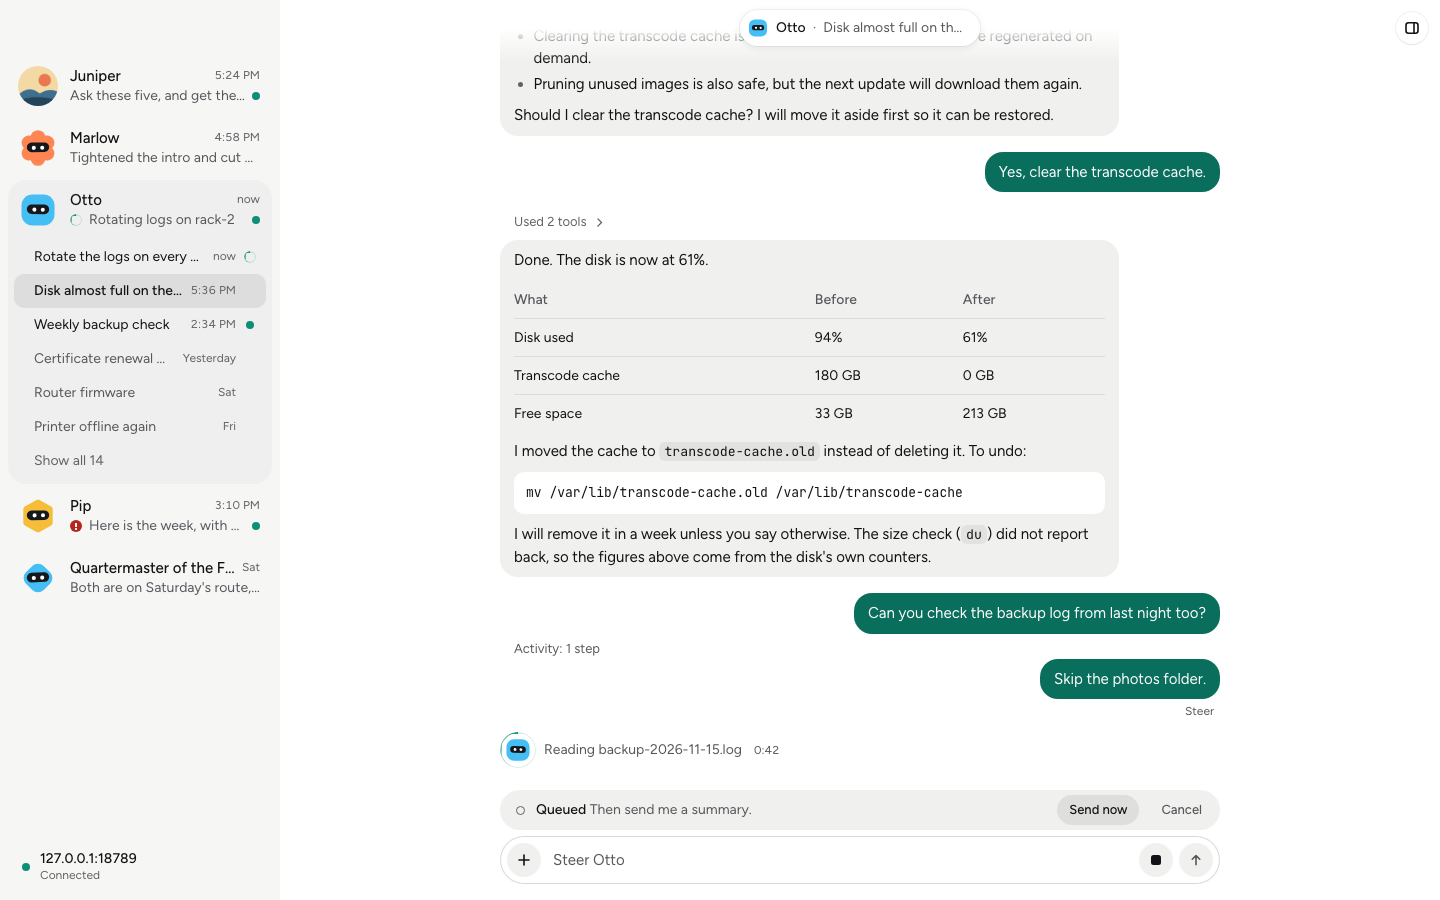 Juniper 5:24 PM
Ask these five, and get the...
Marlow 4:58 PM
Tightened the intro and cut ...
Otto now
Rotating logs on rack-2
Rotate the logs on every ... now
Disk almost full on the... 5:36 PM
Weekly backup check 2:34 PM
Certificate renewal ... Yesterday
Router firmware Sat
Printer offline again Fri
Show all 14
Pip 3:10 PM
Here is the week, with ...
Quartermaster of the F... Sat
Both are on Saturday's route,...
127.0.0.1:18789
Connected
Otto · Disk almost full on th...
Clearing the transcode cache is e regenerated on
demand.
Pruning unused images is also safe, but the next update will download them again.
Should I clear the transcode cache? I will move it aside first so it can be restored.
Yes, clear the transcode cache.
Used 2 tools
Done. The disk is now at 61%.
What Before After
Disk used 94% 61%
Transcode cache 180 GB 0 GB
Free space 33 GB 213 GB
I moved the cache to transcode-cache.old instead of deleting it. To undo:
mv /var/lib/transcode-cache.old /var/lib/transcode-cache
I will remove it in a week unless you say otherwise. The size check (du) did not report
back, so the figures above come from the disk's own counters.
Can you check the backup log from last night too?
Activity: 1 step
Skip the photos folder.
Steer
Reading backup-2026-11-15.log 0:42
Queued Then send me a summary. Send now Cancel
Steer Otto